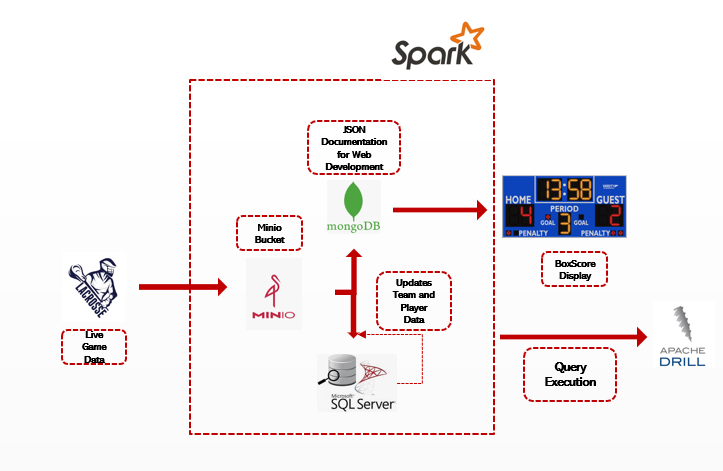 Spark
JSON
Documentation
for Web
Development
mongoDB
Minio
Bucket
MINIO
LACROSSE
Live
Game
Data
Updates
Team and
Player
Data
Microsoft
SQL Server
13:58
HOME
GUEST
PERIOD
4
GOAL
3
GOAL
2
PENALTY
PENALTY
BoxScore
Display
Query
Execution
APACHE
DRILL